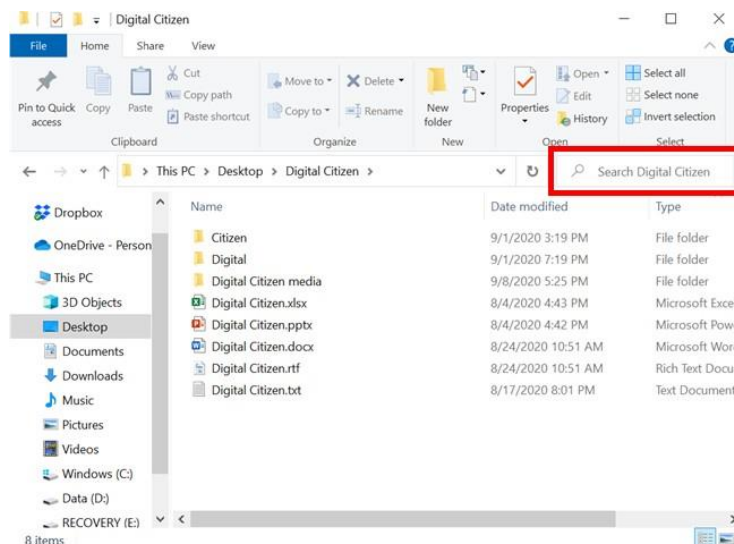 Digital Citizen
File Home Share View
Pin to Quick access
Copy
Paste
Cut
Copy path
Paste shortcut
Clipboard
Move to
Copy to
Delete
Rename
Organize
New folder
New
Properties
Open
Edit
History
Open
Select all
Select none
Invert selection
Select
This PC > Desktop > Digital Citizen >
Search Digital Citizen
Dropbox
OneDrive - Person
This PC
3D Objects
Desktop
Documents
Downloads
Music
Pictures
Videos
Windows (C:)
Data (D:)
RECOVERY (E:)
Name Date modified Type
Citizen 9/1/2020 3:19 PM File folder
Digital 9/1/2020 7:19 PM File folder
Digital Citizen media 9/8/2020 5:25 PM File folder
Digital Citizen.xlsx 8/4/2020 4:43 PM Microsoft Exce
Digital Citizen.pptx 8/4/2020 4:42 PM Microsoft Pow
Digital Citizen.docx 8/24/2020 10:51 AM Microsoft Wor
Digital Citizen.rtf 8/24/2020 10:51 AM Rich Text Docu
Digital Citizen.txt 8/17/2020 8:01 PM Text Document
8 items